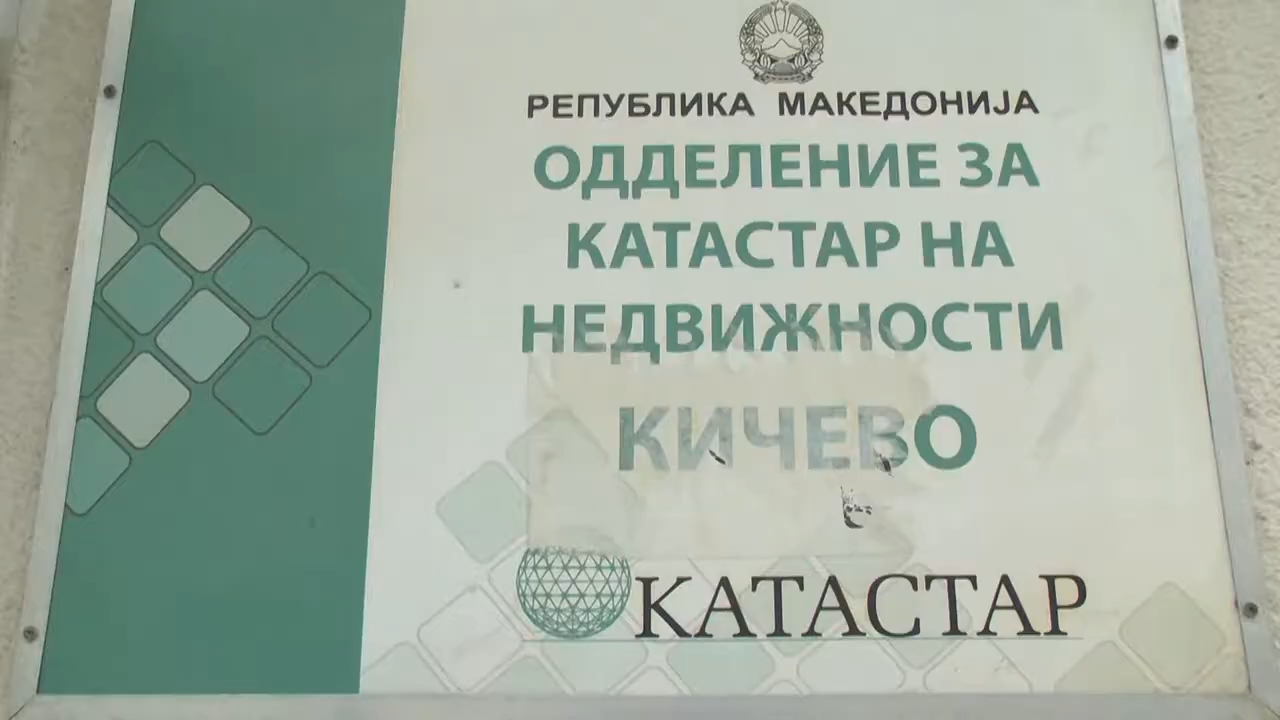 РЕПУБЛИКА МАКЕДОНИЈА
ОДДЕЛЕНИЕ ЗА
КАТАСТАР НА
НЕДВИЖНОСТИ
КИЧЕВО
КАТАСТАР